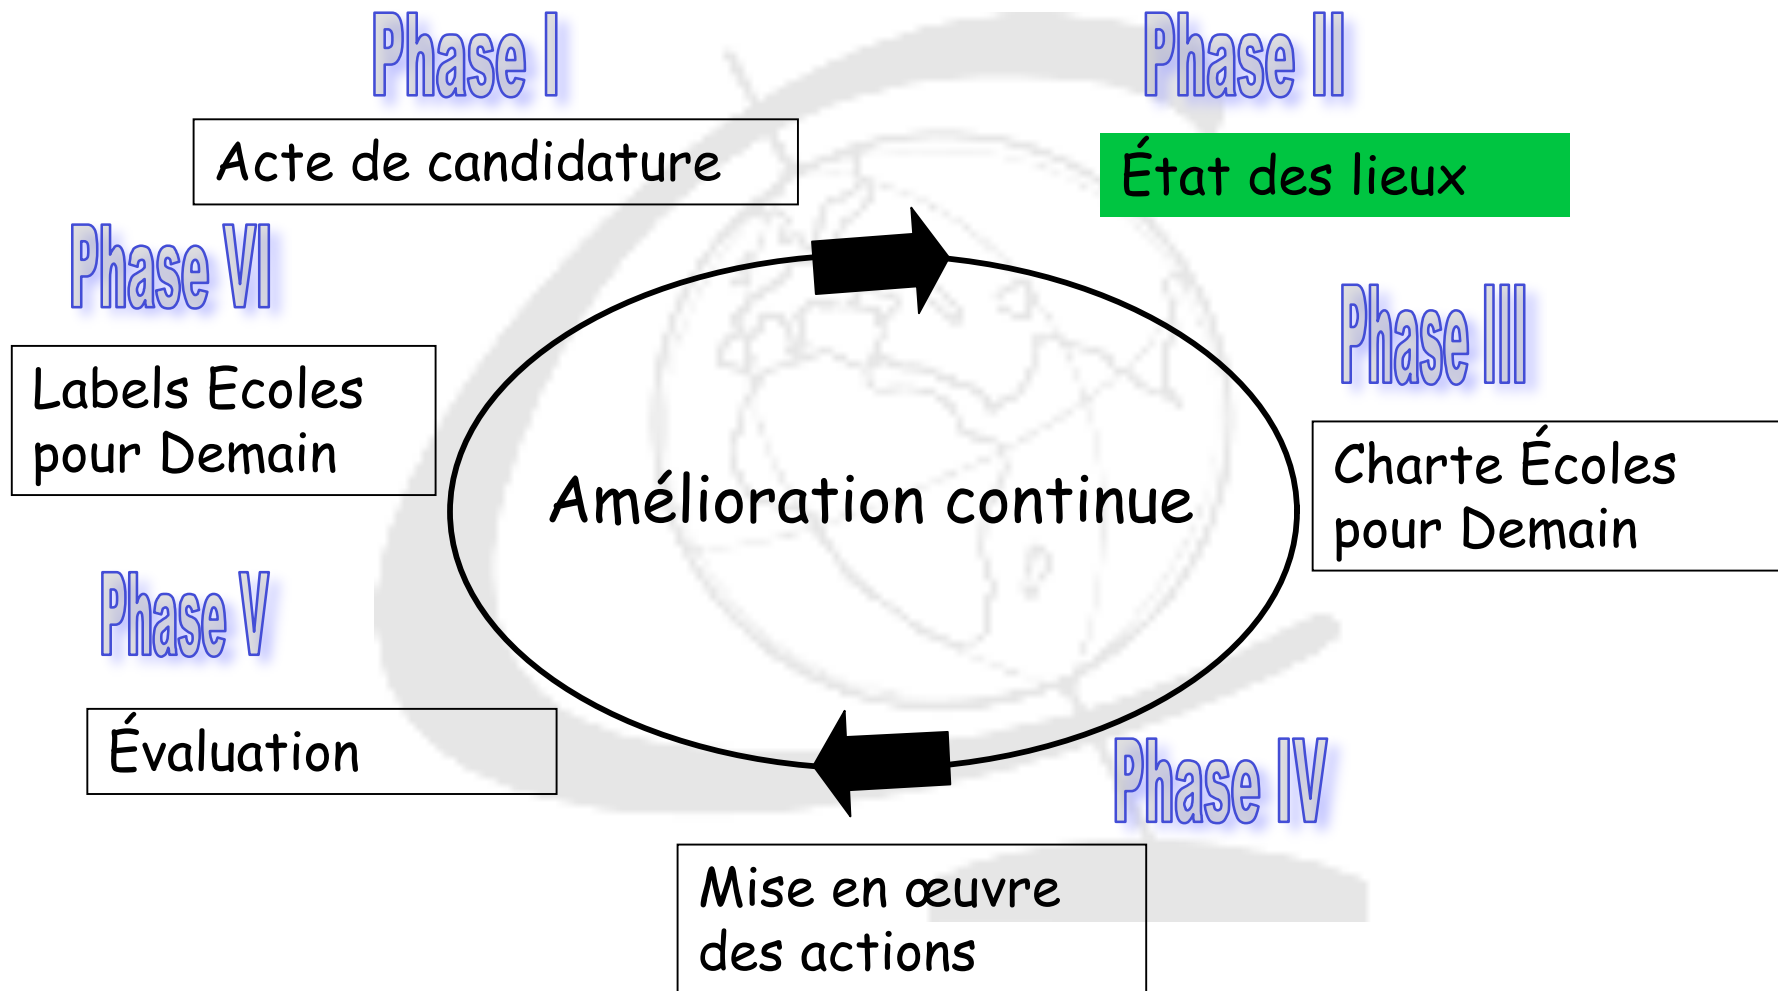 Phase I
Acte de candidature
Phase II
État des lieux
Phase III
Charte Écoles
pour Demain
Phase IV
Mise en œuvre
des actions
Phase V
Évaluation
Phase VI
Labels Ecoles
pour Demain
Amélioration continue